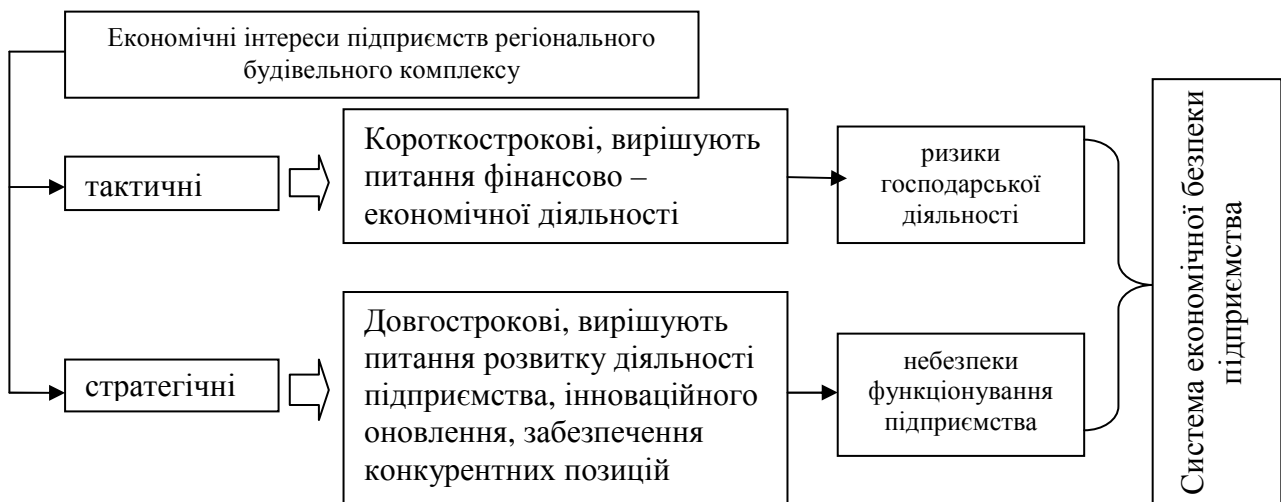 Економічні інтереси підприємств регіонального
будівельного комплексу
тактичні
Короткострокові, вирішують
питання фінансово –
економічної діяльності
ризики
господарської
діяльності
стратегічні
Довгострокові, вирішують
питання розвитку діяльності
підприємства, інноваційного
оновлення, забезпечення
конкурентних позицій
небезпеки
функціонування
підприємства
Система економічної безпеки
підприємства